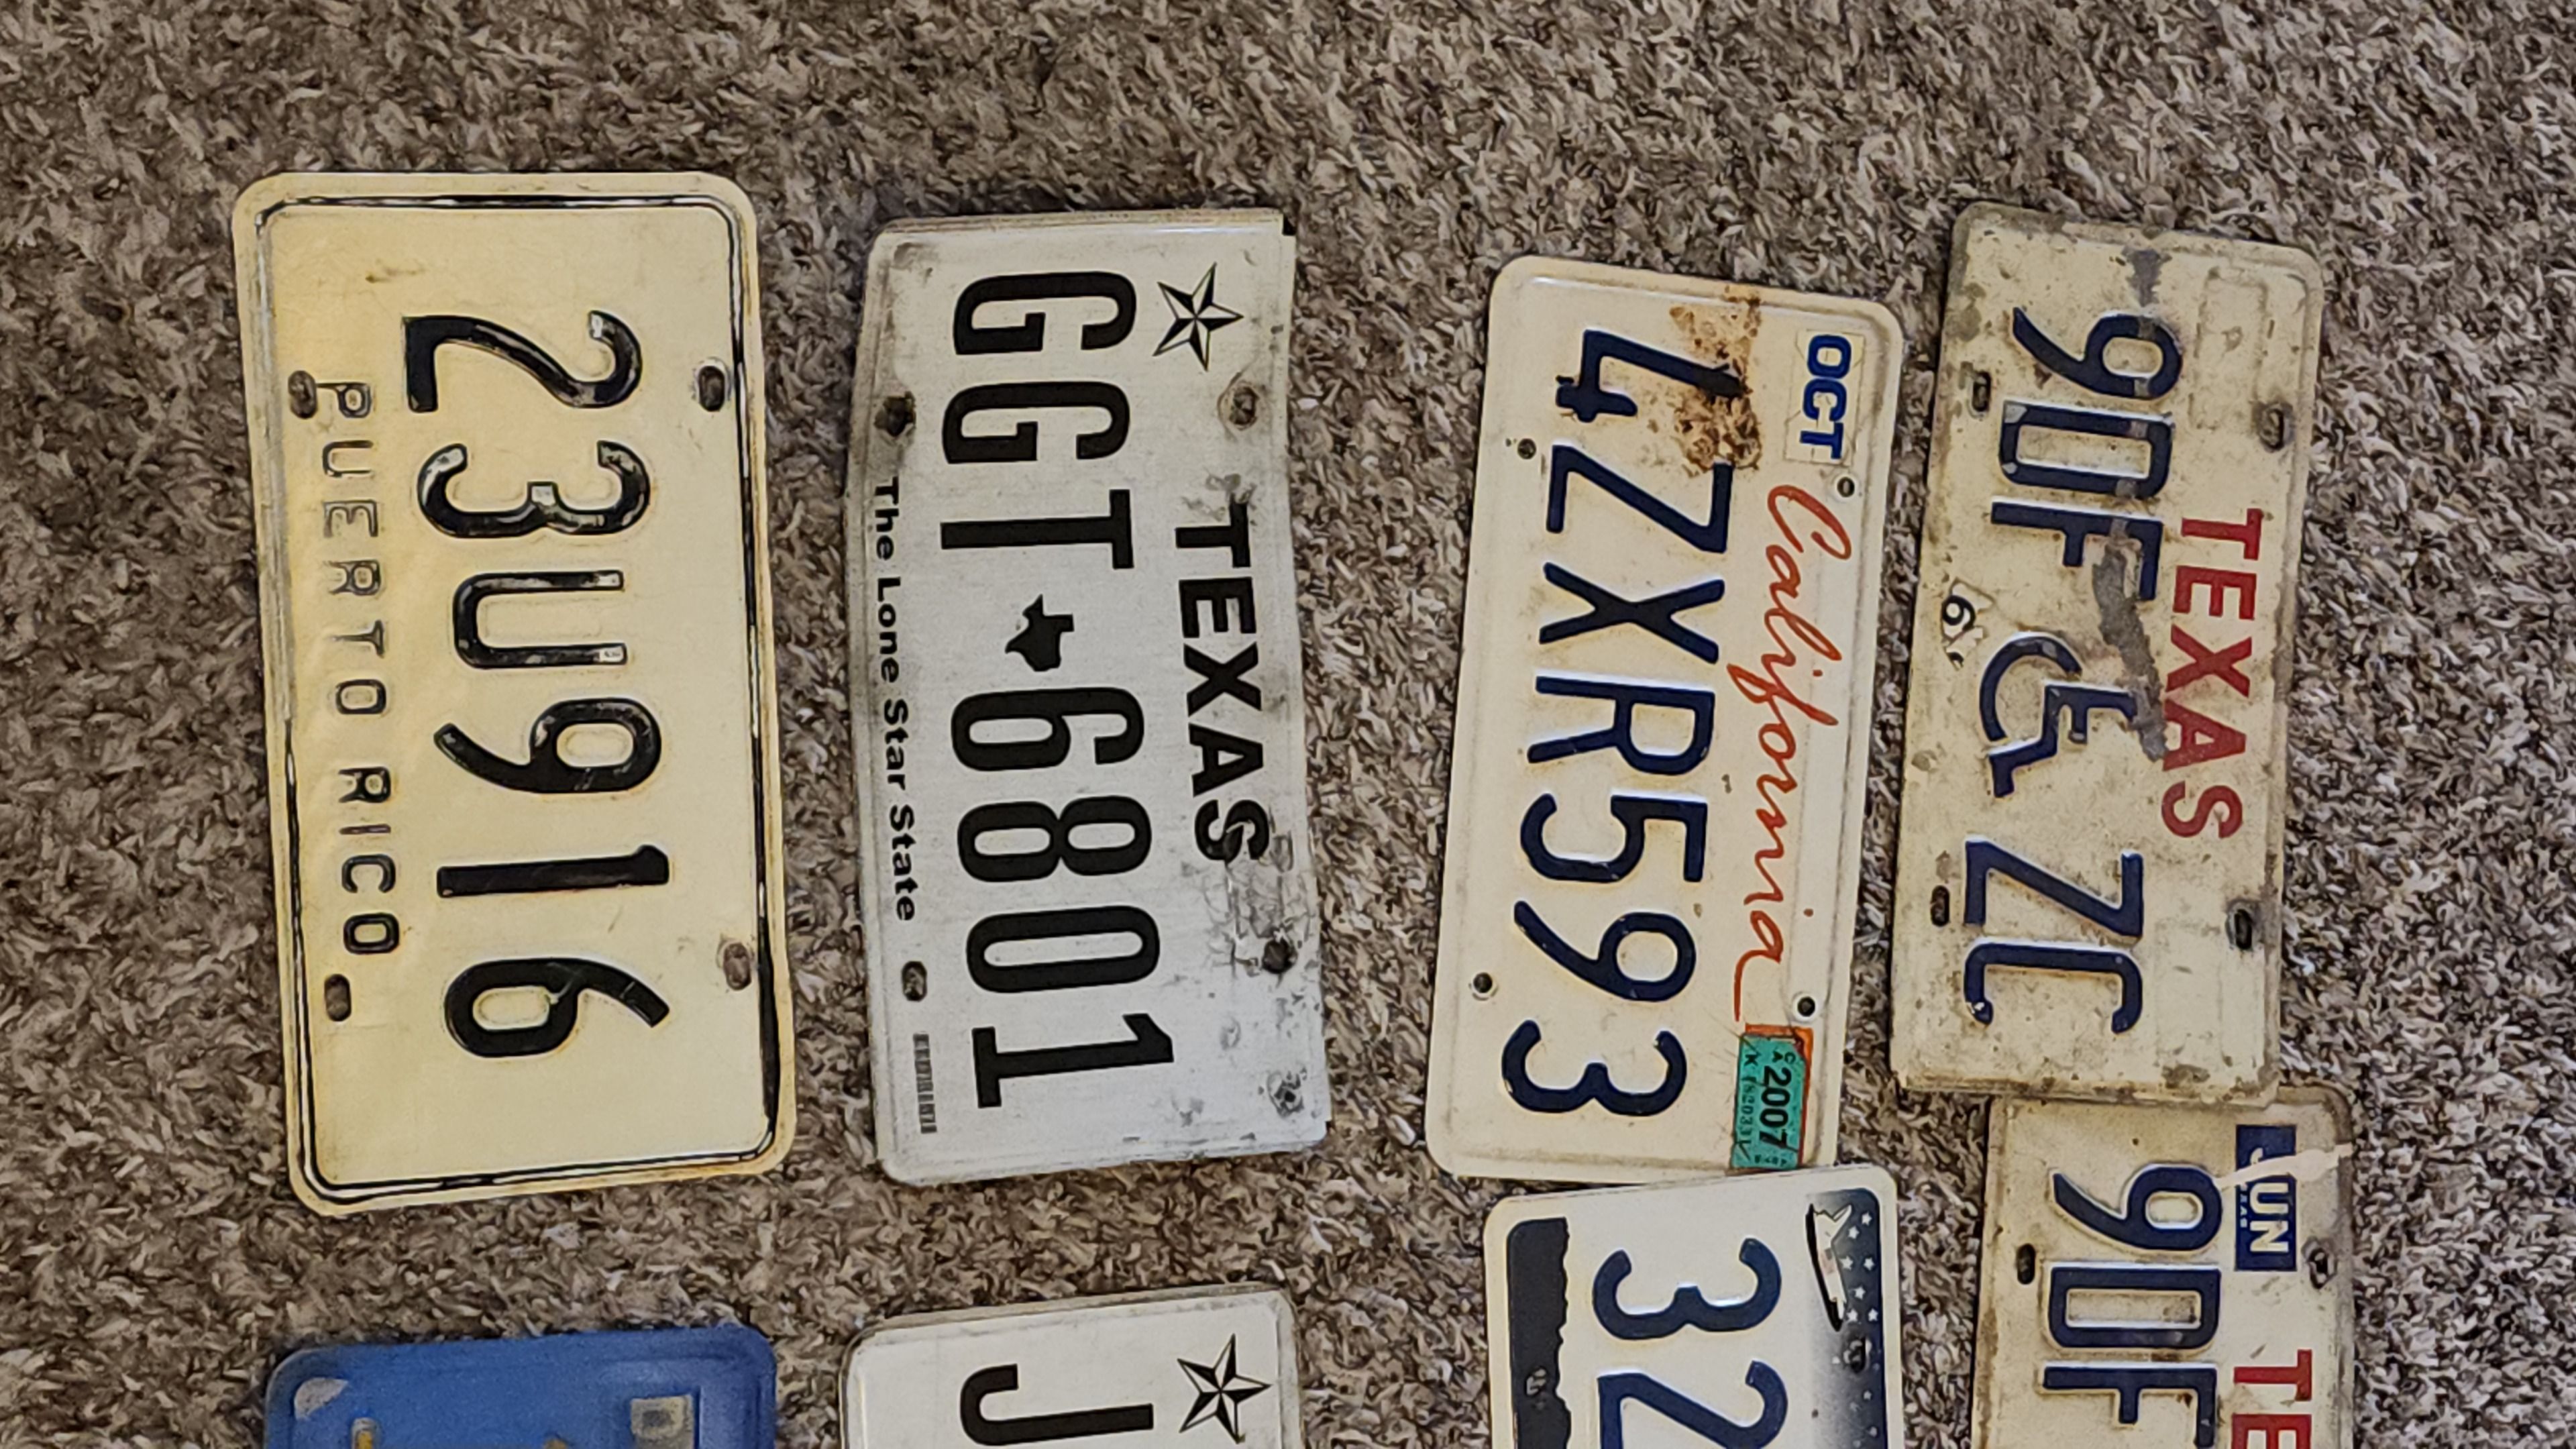 23U916
PUERTO RICO
TEXAS
GGT 6801
The Lone Star State
OCT
California
2007
4ZXR593
TEXAS
9DF ZC
J
32
JUN
TE
9DF